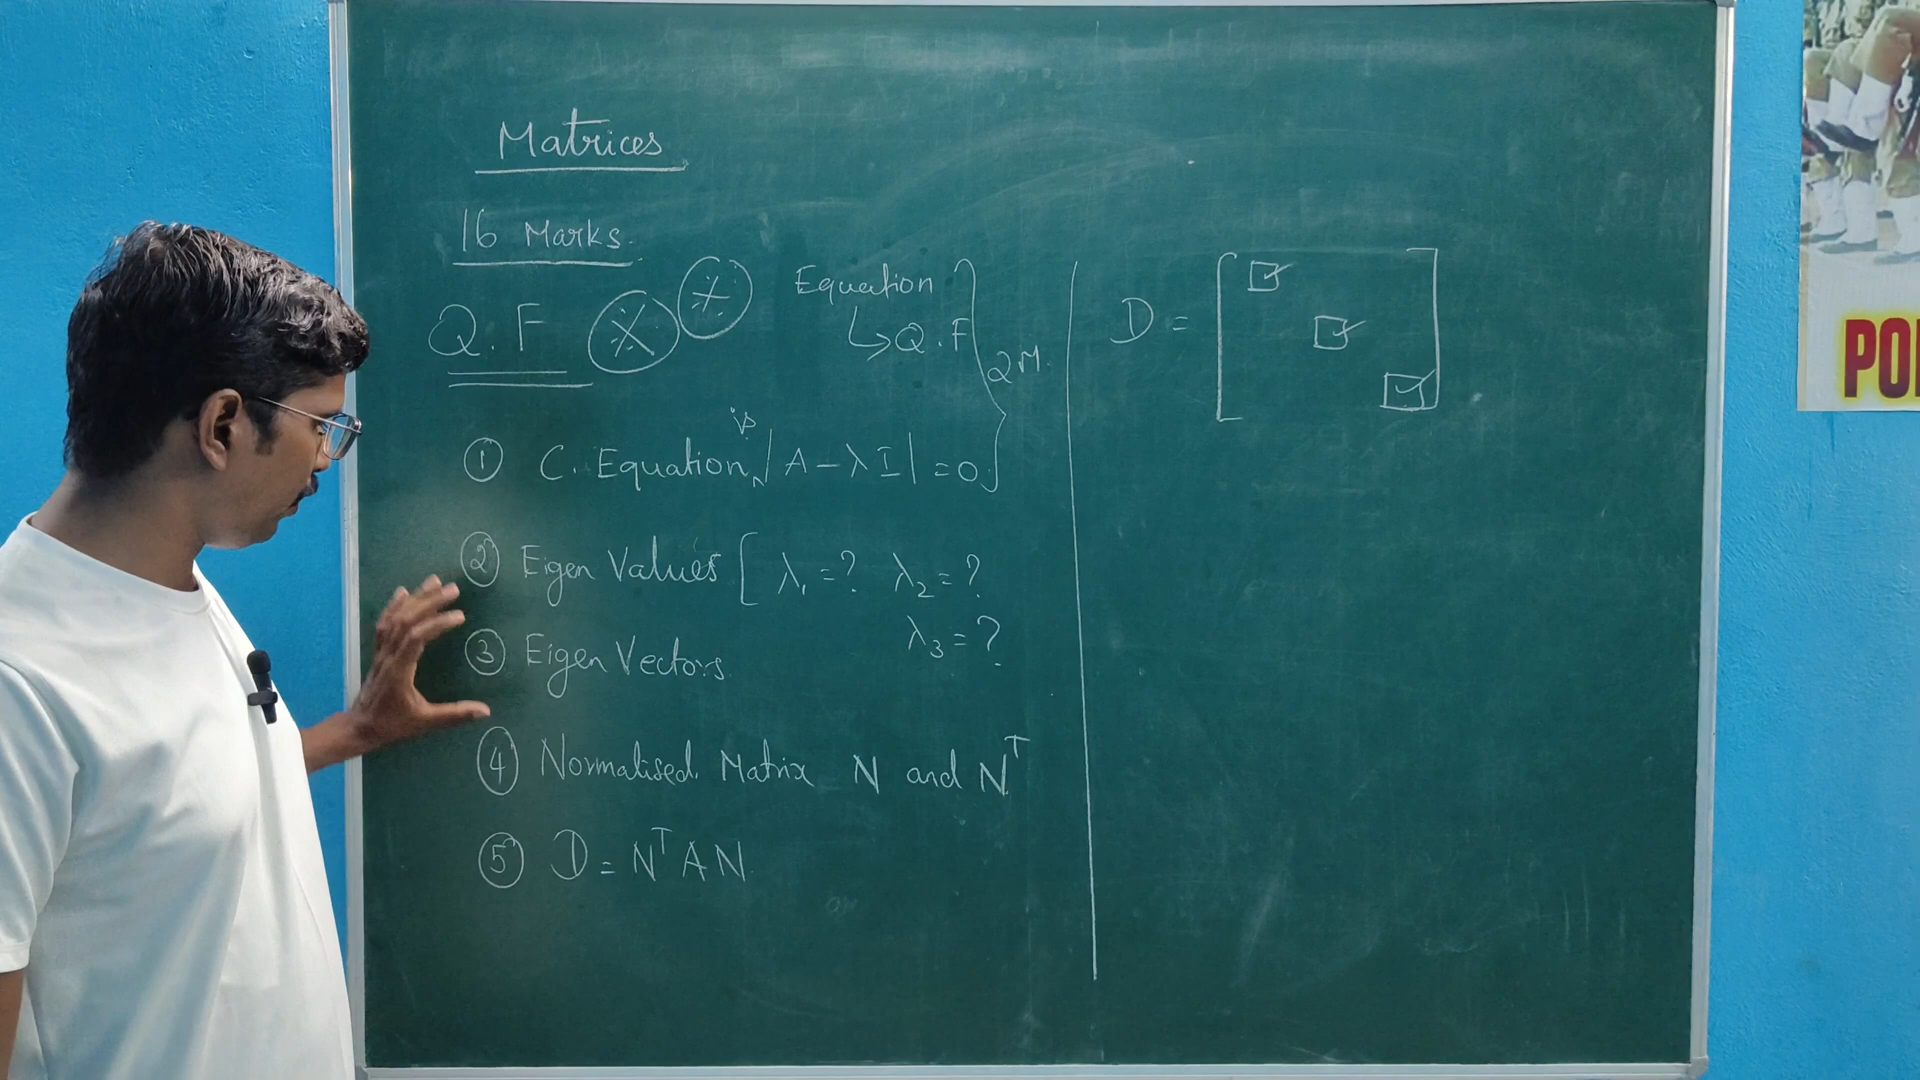 Matrices
16 Marks.
Q.F
Equation
↳ Q.F
2M.
① C. Equation is |A - λI| = 0
② Eigen Values [ λ₁ = ? λ₂ = ?
λ₃ = ?
③ Eigen Vectors.
④ Normalised Matrix N and Nᵀ
⑤ D = NᵀAN
D =